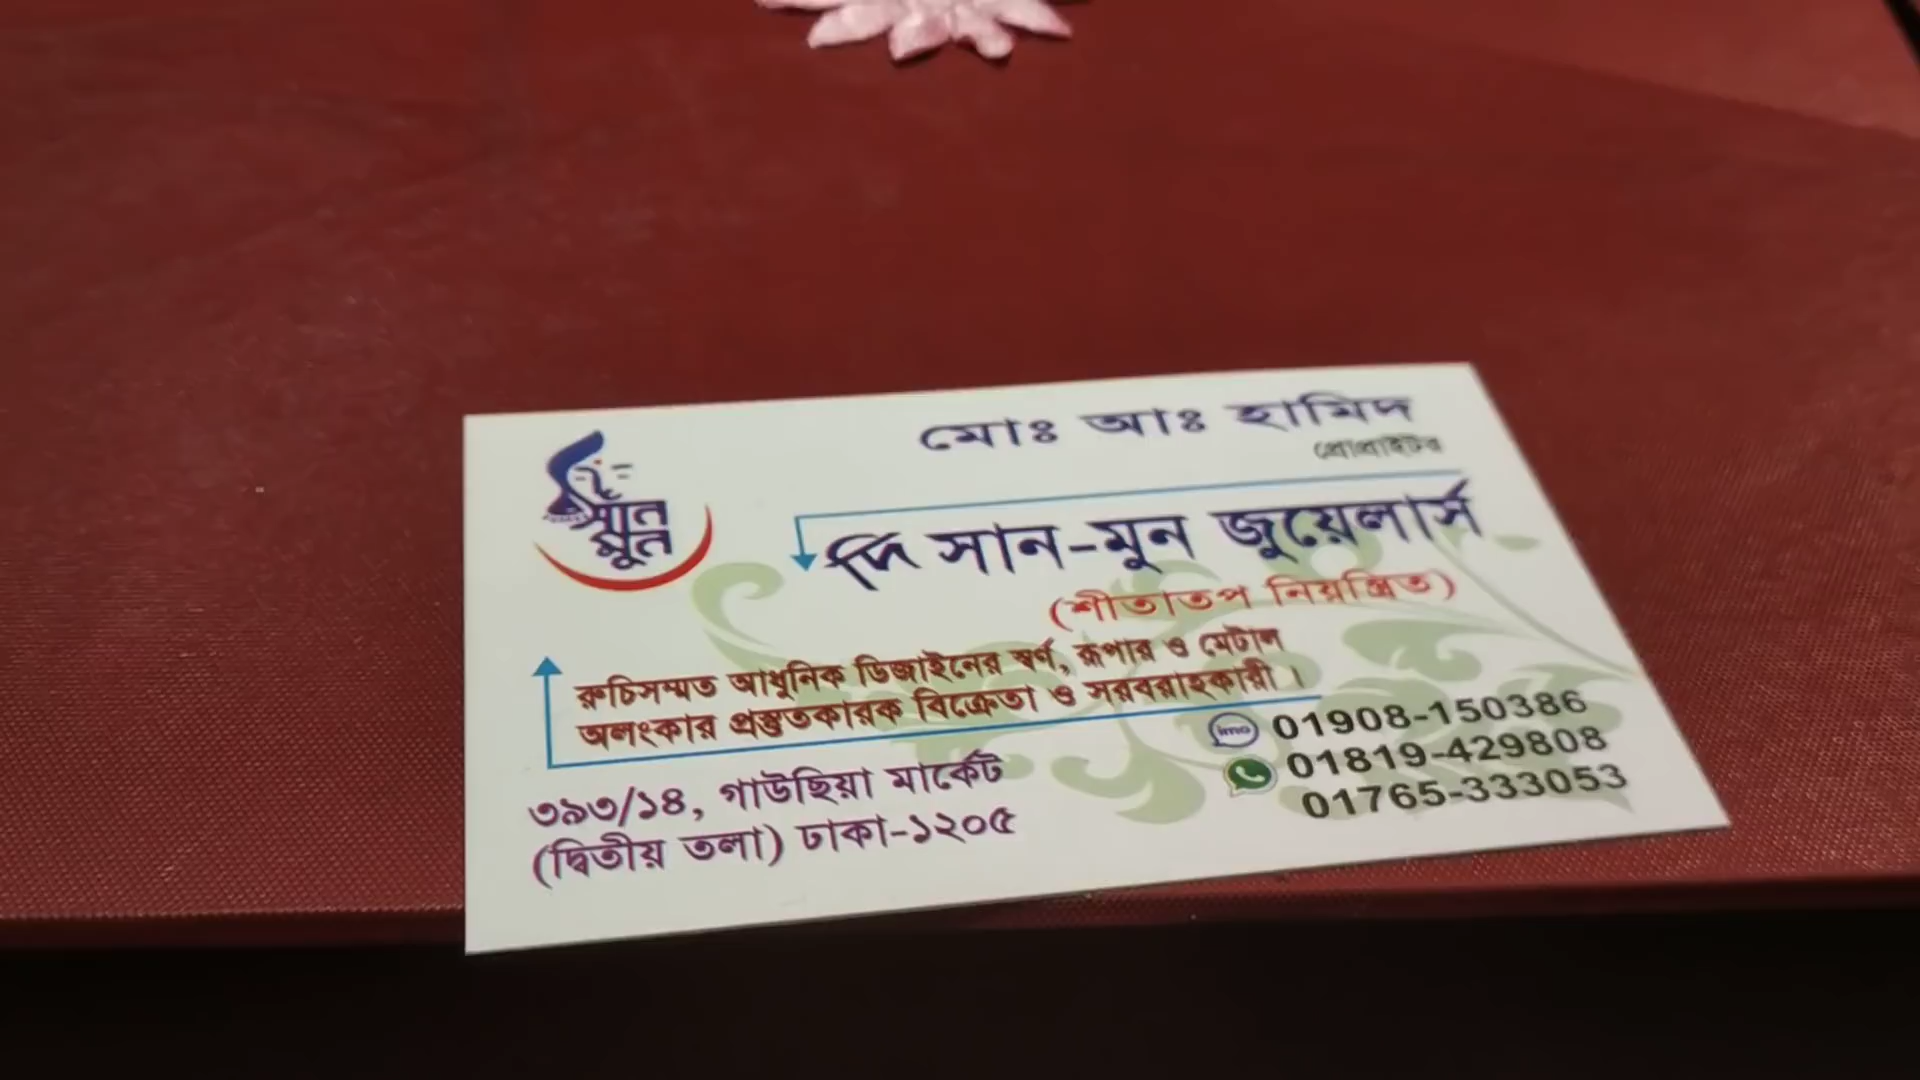 মোঃ আঃ হামিদ
প্রোপ্রাইটর
সান
মুন
দি সান-মুন জুয়েলার্স
(শীতাতপ নিয়ন্ত্রিত)
রুচিসম্মত আধুনিক ডিজাইনের স্বর্ণ, রূপার ও মেটাল
অলংকার প্রস্তুতকারক বিক্রেতা ও সরবরাহকারী ।
৩৯৩/১৪, গাউছিয়া মার্কেট
(দ্বিতীয় তলা) ঢাকা-১২০৫
imo 01908-150386
01819-429808
01765-333053